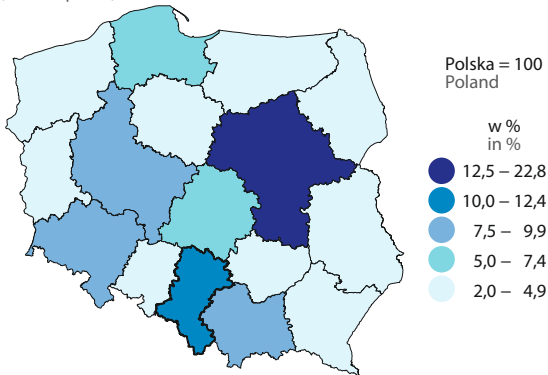 Polska = 100
Poland
w %
in %
12,5 – 22,8
10,0 – 12,4
7,5 – 9,9
5,0 – 7,4
2,0 – 4,9